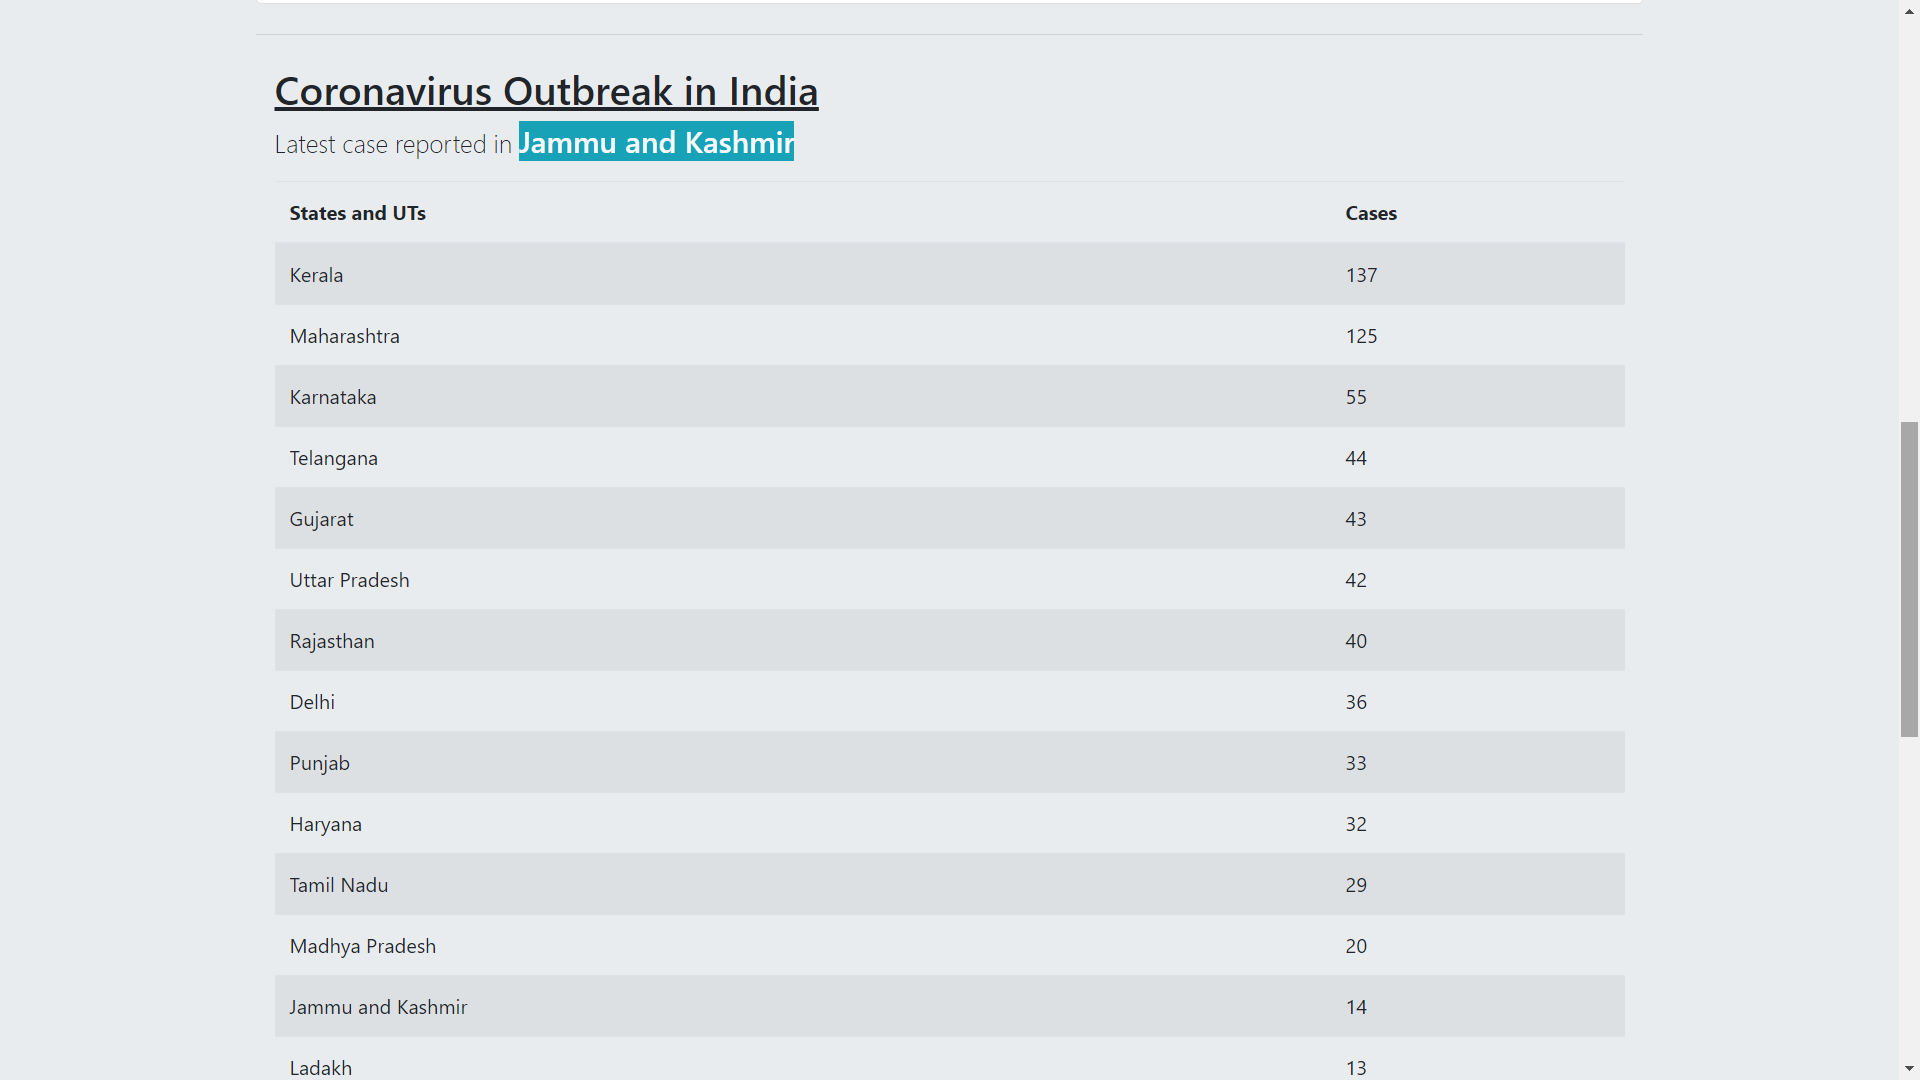 Coronavirus Outbreak in India
Latest case reported in Jammu and Kashmir
States and UTs Cases
Kerala 137
Maharashtra 125
Karnataka 55
Telangana 44
Gujarat 43
Uttar Pradesh 42
Rajasthan 40
Delhi 36
Punjab 33
Haryana 32
Tamil Nadu 29
Madhya Pradesh 20
Jammu and Kashmir 14
Ladakh 13